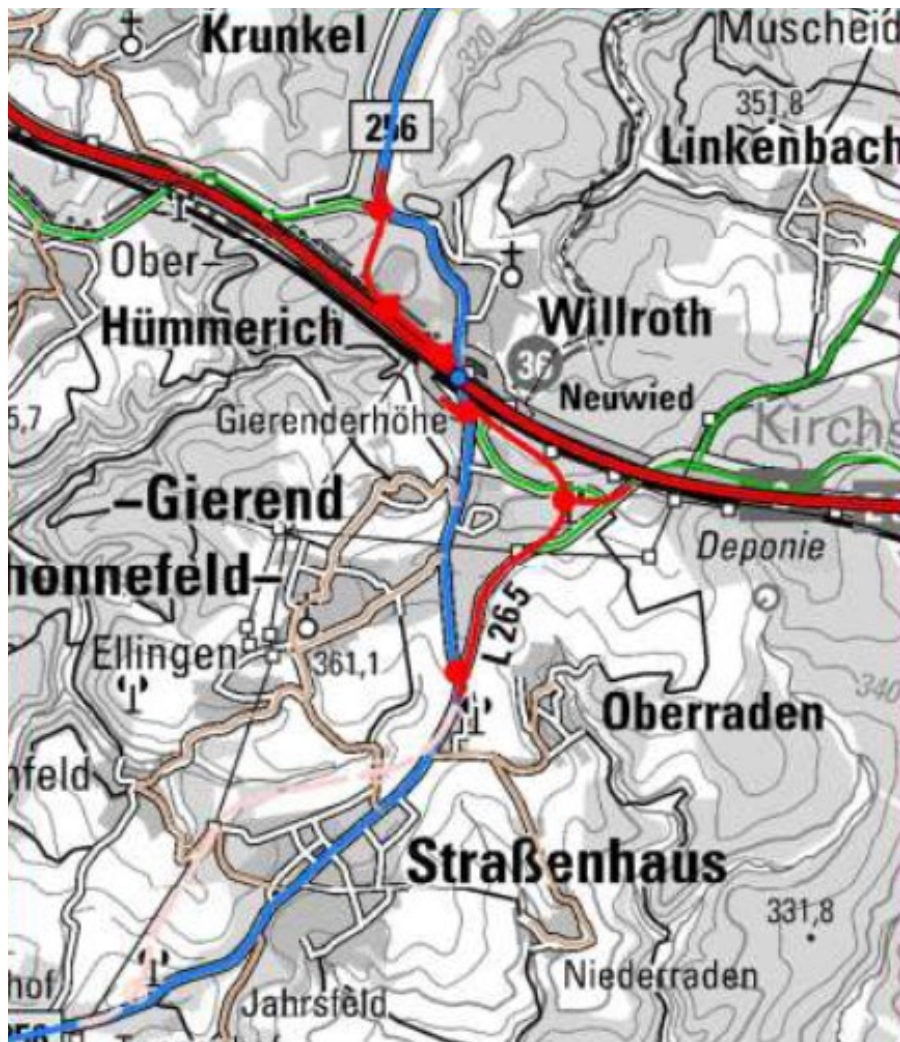 Krunkel
Muscheid
320
256
351,8
Linkenbach
Ober-
Hümmerich
Willroth
36
Neuwied
5,7
Gierenderhöhe
Kirchs
-Gierend
Deponie
honnefeld-
L 265
Ellingen
361,1
340
Oberraden
nfeld
Straßenhaus
331,8
hof
Niederraden
Jahrsfeld
256